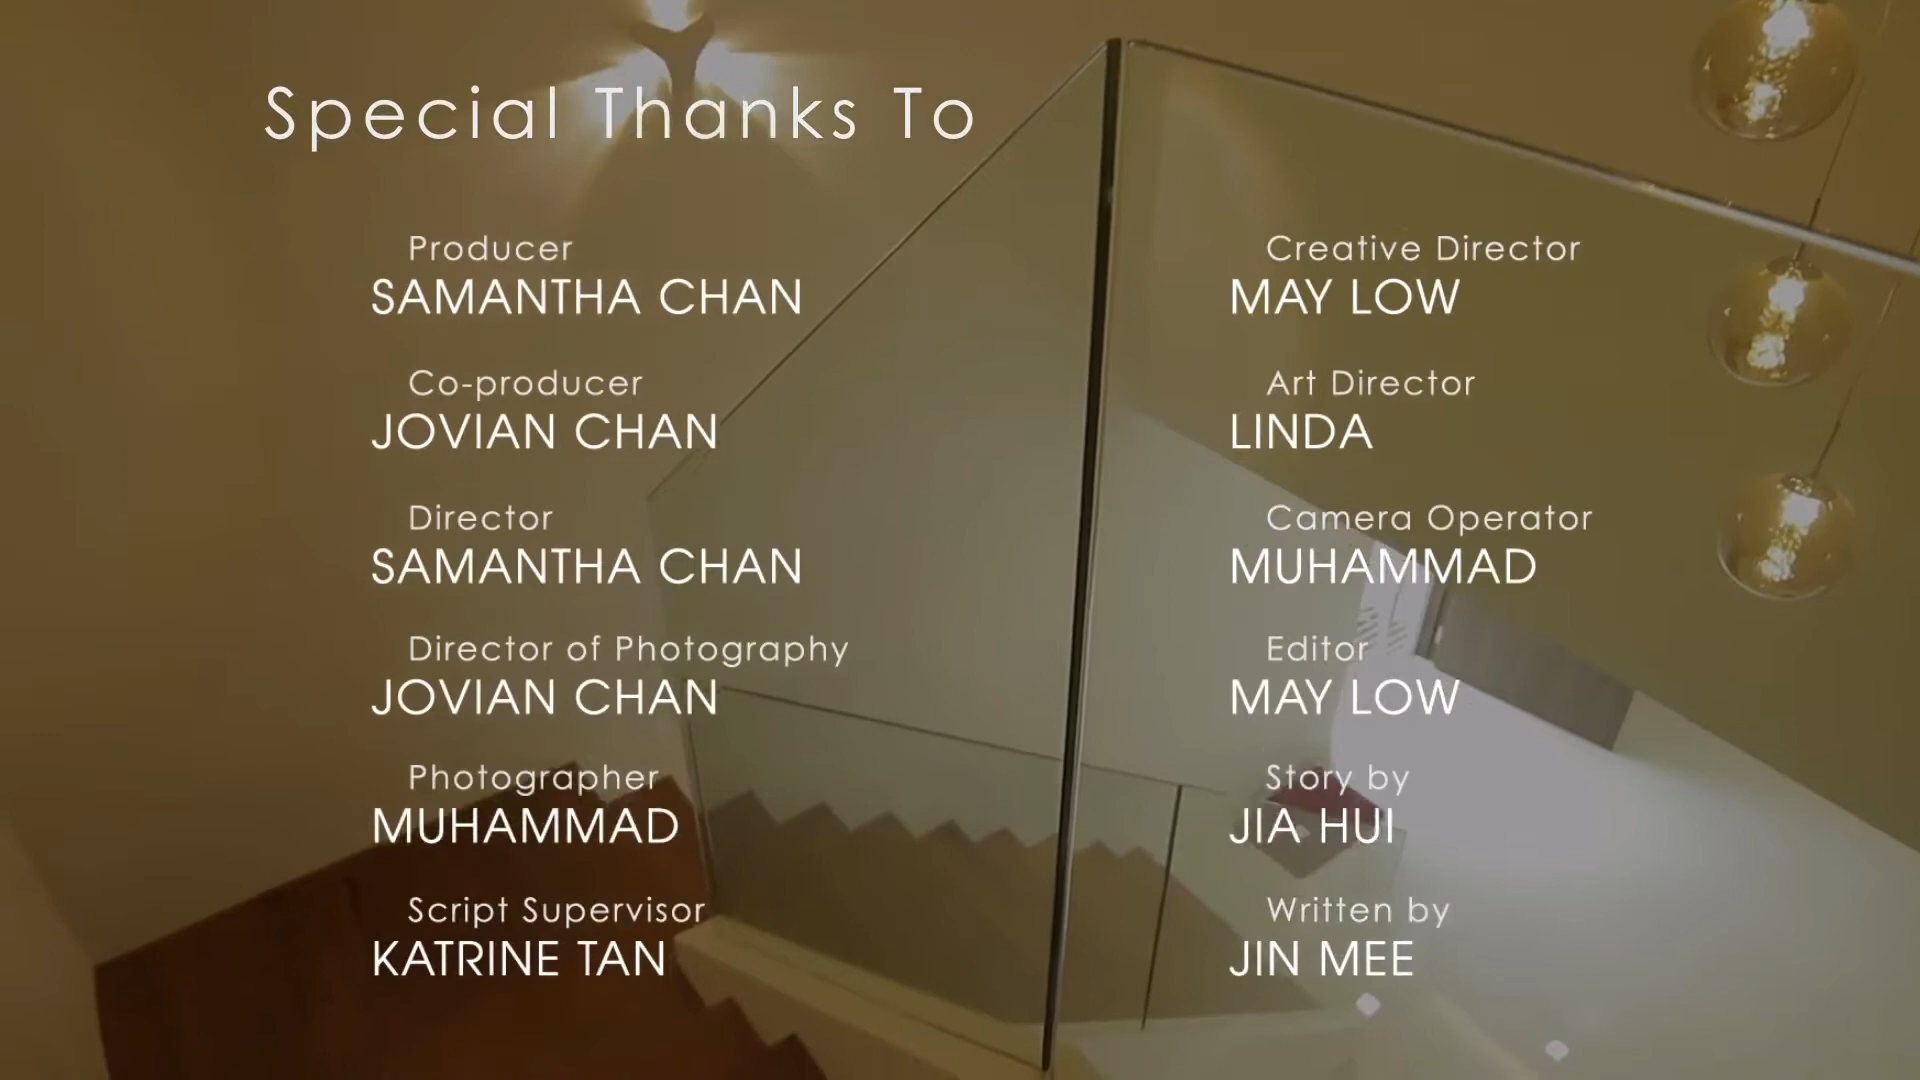 Special Thanks To
Producer
SAMANTHA CHAN
Co-producer
JOVIAN CHAN
Director
SAMANTHA CHAN
Director of Photography
JOVIAN CHAN
Photographer
MUHAMMAD
Script Supervisor
KATRINE TAN
Creative Director
MAY LOW
Art Director
LINDA
Camera Operator
MUHAMMAD
Editor
MAY LOW
Story by
JIA HUI
Written by
JIN MEE